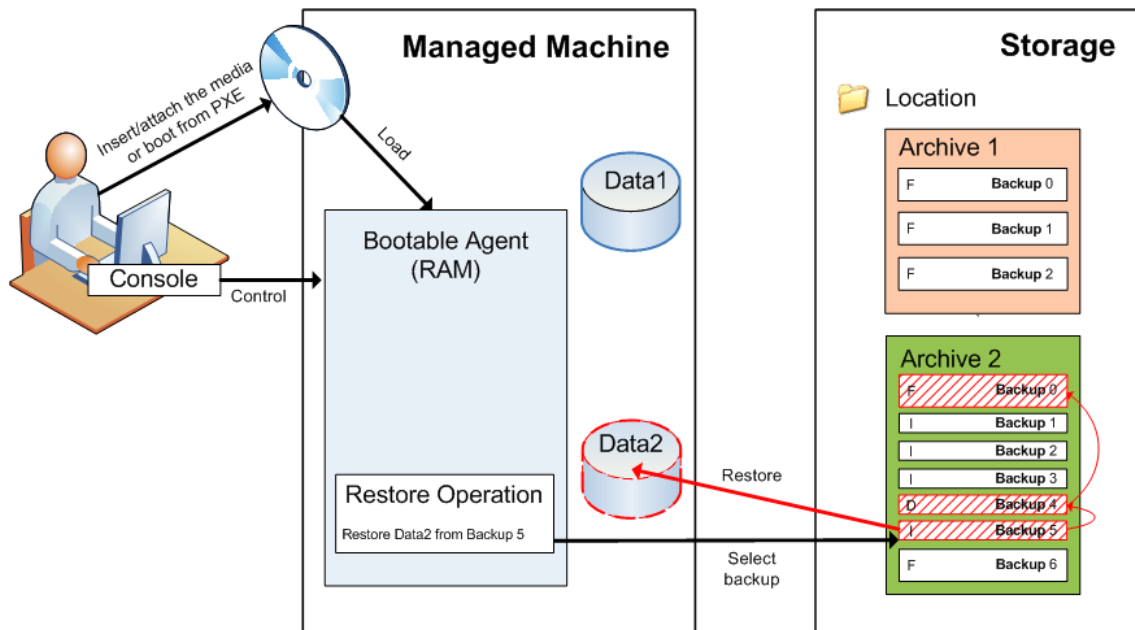 Managed Machine
Storage
Insert/attach the media
or boot from PXE
Load
Location
Archive 1
F Backup 0
F Backup 1
F Backup 2
Data1
Bootable Agent
(RAM)
Console
Control
Archive 2
F Backup 0
I Backup 1
I Backup 2
I Backup 3
D Backup 4
I Backup 5
F Backup 6
Data2
Restore
Restore Operation
Restore Data2 from Backup 5
Select
backup